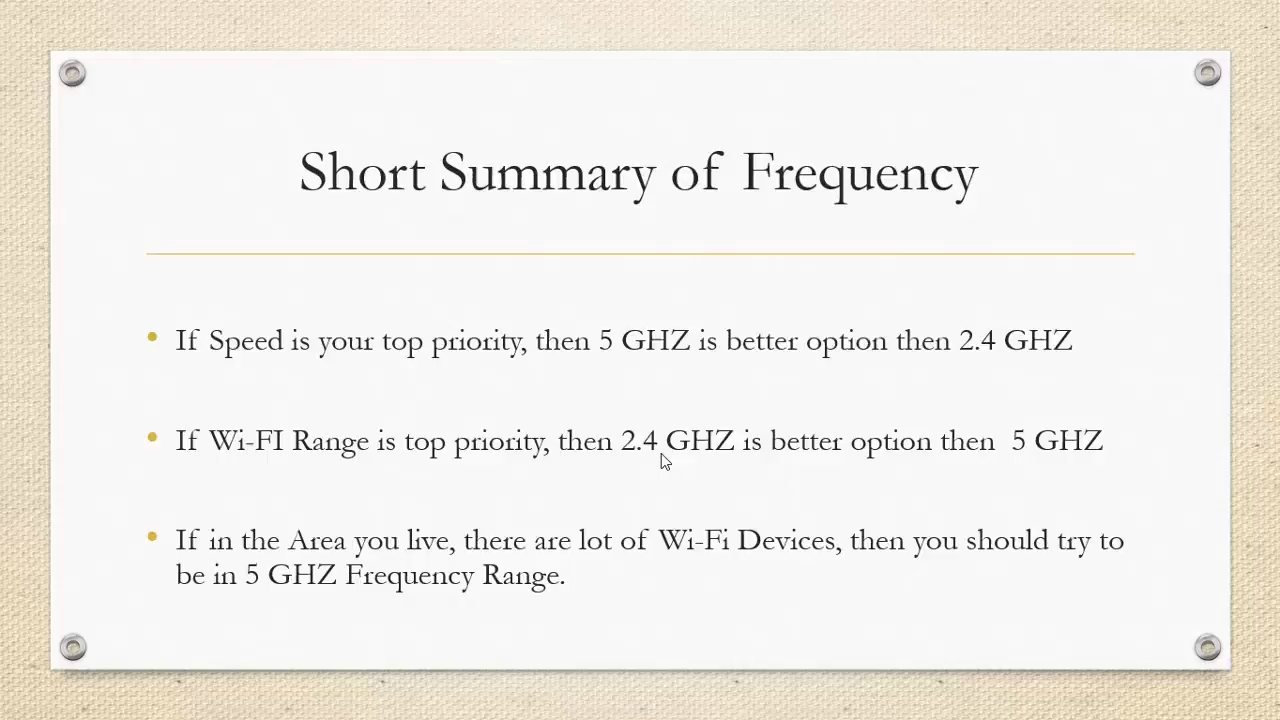 Short Summary of Frequency
• If Speed is your top priority, then 5 GHZ is better option then 2.4 GHZ
• If Wi-FI Range is top priority, then 2.4 GHZ is better option then 5 GHZ
• If in the Area you live, there are lot of Wi-Fi Devices, then you should try to
be in 5 GHZ Frequency Range.